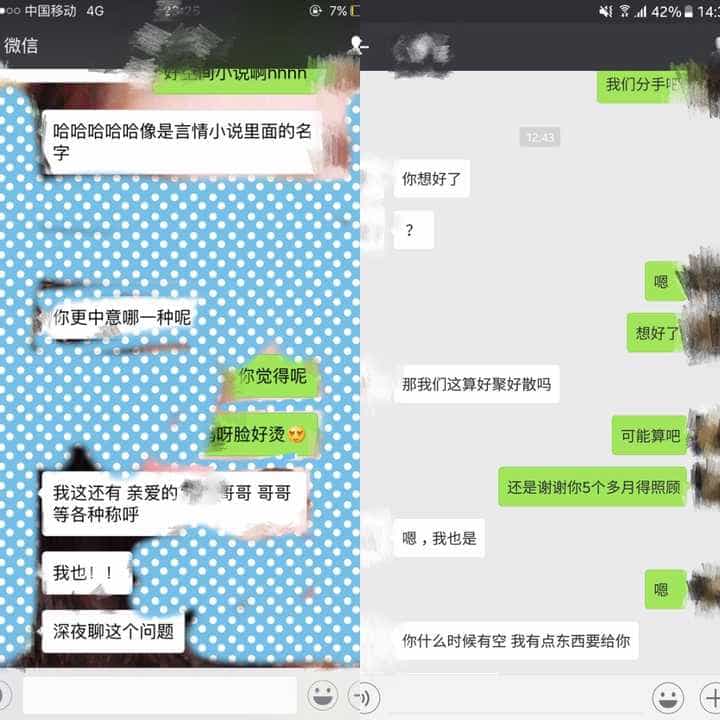 中国移动 4G 23:25 7%
微信
好空间小说啊hhhh
哈哈哈哈哈像是言情小说里面的名
字
你更中意哪一种呢
你觉得呢
呀脸好烫😍
我这还有 亲爱的 哥哥 哥哥
等各种称呼
我也！！
深夜聊这个问题
42% 14:3
我们分手吧
12:43
你想好了
？
嗯
想好了
那我们这算好聚好散吗
可能算吧
还是谢谢你5个多月得照顾
嗯，我也是
嗯
你什么时候有空 我有点东西要给你